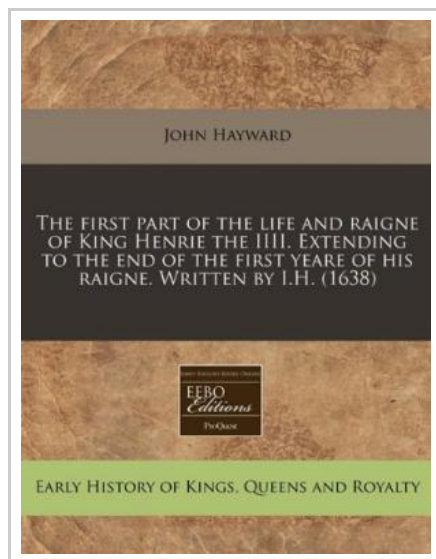 John Hayward
The first part of the life and raigne
of King Henrie the IIII. Extending
to the end of the first yeare of his
raigne. Written by I.H. (1638)
EEBO
Editions
ProQuest
Early History of Kings, Queens and Royalty